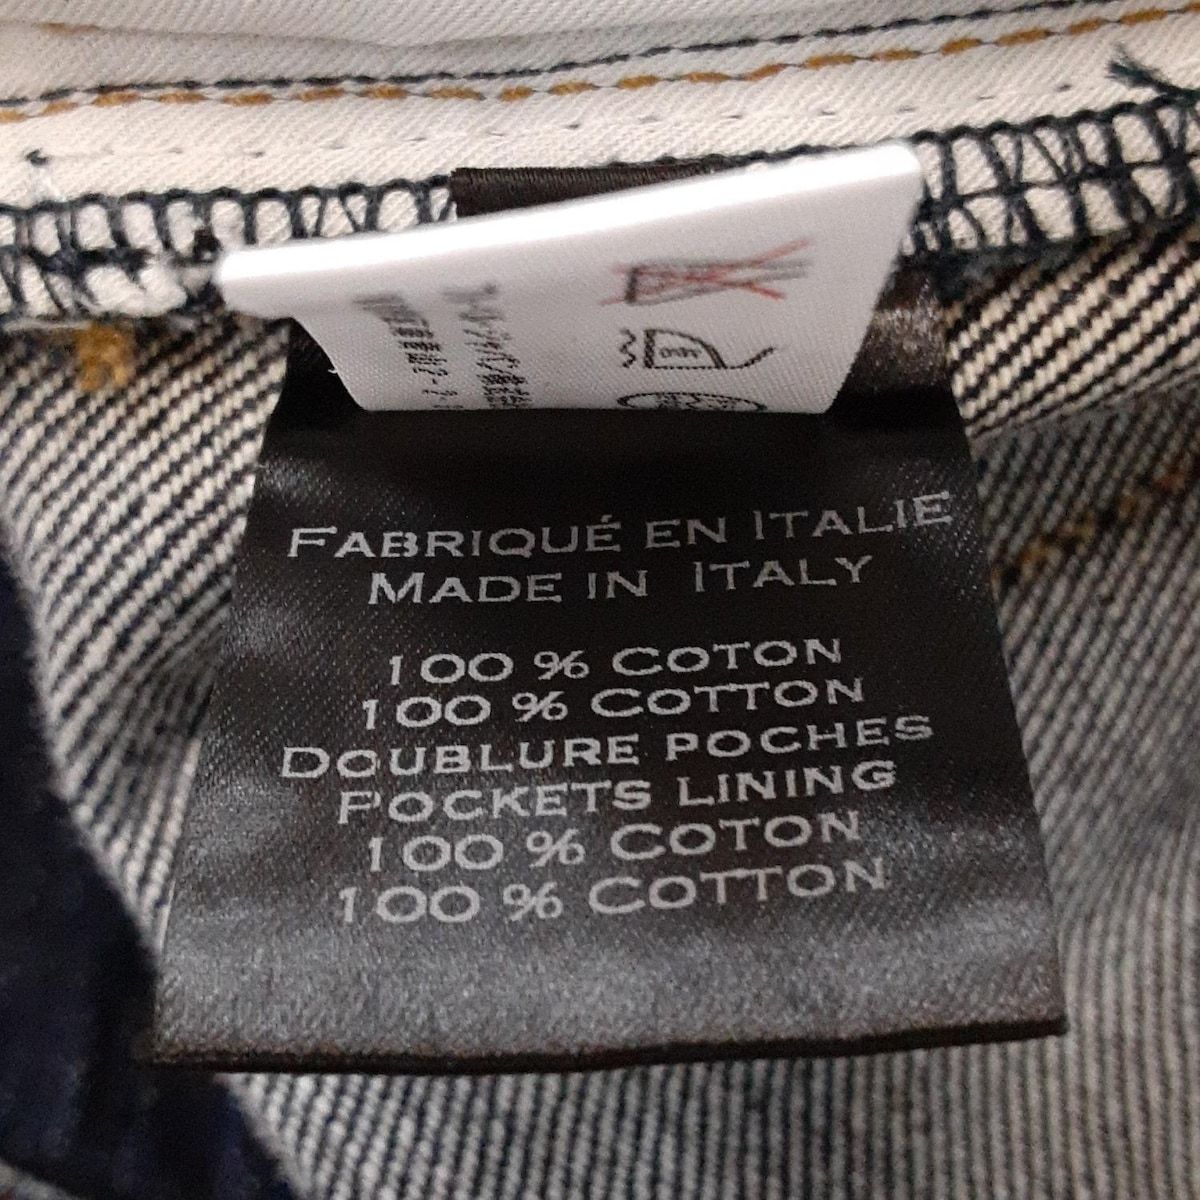 FABRIQUÉ EN ITALIE
MADE IN ITALY
100 % COTON
100 % COTTON
DOUBLURE POCHES
POCKETS LINING
100 % COTON
100 % COTTON